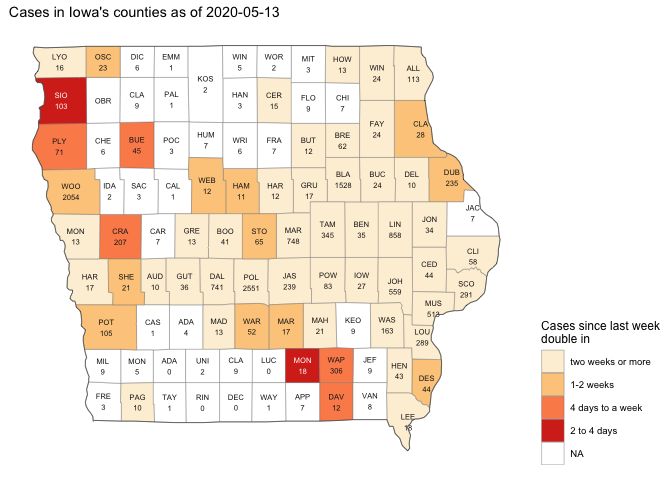 Cases in Iowa's counties as of 2020-05-13
LYO OSC DIC EMM WIN WOR MIT HOW WIN ALL
16 23 6 1 5 2 3 13 24 113
KOS
2
SIO OBR CLA PAL HAN CER FLO CHI
103 9 1 3 15 9 7
PLY CHE BUE POC HUM WRI FRA BUT BRE FAY CLA
71 6 45 3 7 6 7 12 62 24 28
WOO IDA SAC CAL WEB HAM HAR GRU BLA BUC DEL DUB
2054 2 3 1 12 11 12 17 1528 24 10 235
JAC
7
MON CRA CAR GRE BOO STO MAR TAM BEN LIN JON
13 207 7 13 41 65 748 345 35 858 34
CLI
58
HAR SHE AUD GUT DAL POL JAS POW IOW JOH CED
17 21 10 36 741 2551 239 83 27 559 44
SCO
291
MUS
513
POT CAS ADA MAD WAR MAR MAH KEO WAS LOU
105 1 4 13 52 17 21 9 163 289
MIL MON ADA UNI CLA LUC MON WAP JEF HEN DES
9 5 0 2 9 0 18 306 9 43 44
FRE PAG TAY RIN DEC WAY APP DAV VAN LEE
3 10 1 0 0 1 7 12 8
Cases since last week
double in
two weeks or more
1-2 weeks
4 days to a week
2 to 4 days
NA